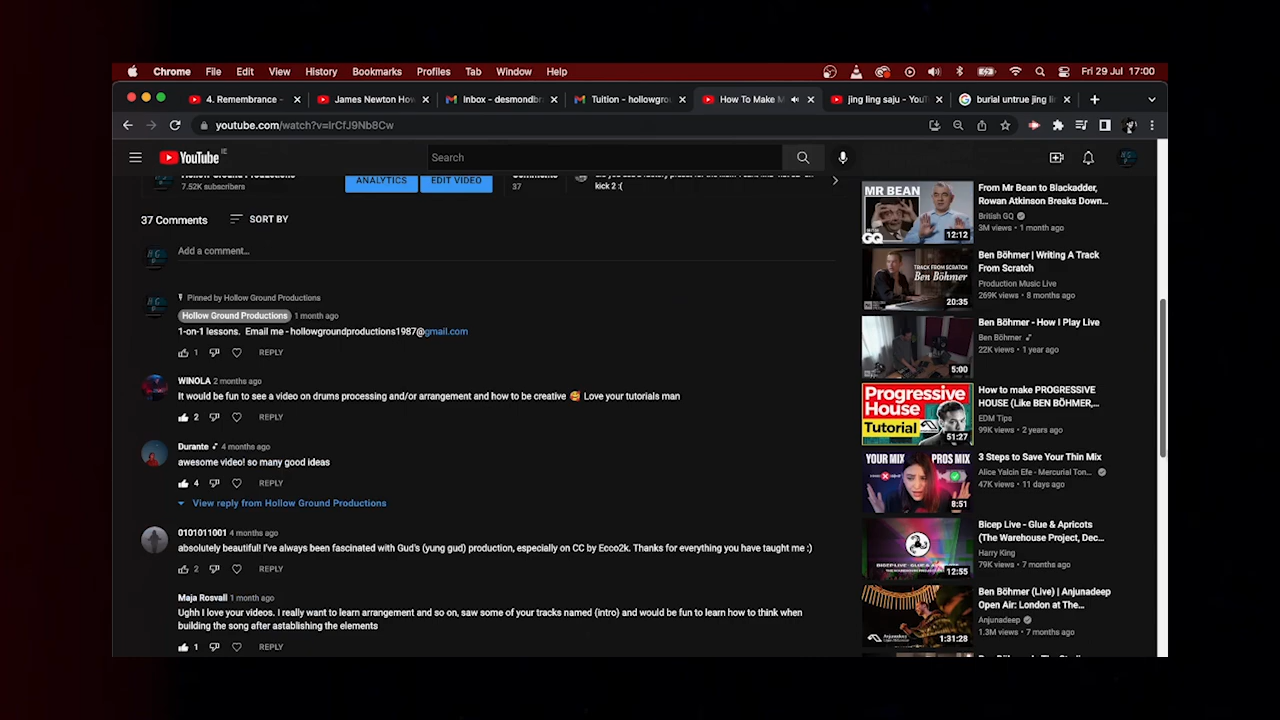 Chrome File Edit View History Bookmarks Profiles Tab Window Help Fri 29 Jul 17:00
4. Remembrance - James Newton How Inbox - desmondbr Tuition - hollowgro How To Make M jing ling saju - YouT burial untrue jing li
youtube.com/watch?v=IrCfJ9Nb8Cw
YouTube IE Search
7.52K subscribers ANALYTICS EDIT VIDEO
37
kick 2 :(
37 Comments SORT BY
Add a comment...
Pinned by Hollow Ground Productions
Hollow Ground Productions 1 month ago
1-on-1 lessons. Email me - hollowgroundproductions1987@gmail.com
1 REPLY
WINOLA 2 months ago
It would be fun to see a video on drums processing and/or arrangement and how to be creative 🥰 Love your tutorials man
2 REPLY
Durante 4 months ago
awesome video! so many good ideas
4 REPLY
View reply from Hollow Ground Productions
0101011001 4 months ago
absolutely beautiful! I've always been fascinated with Gud's (yung gud) production, especially on CC by Ecco2k. Thanks for everything you have taught me :)
2 REPLY
Maja Rosvall 1 month ago
Ughh I love your videos. I really want to learn arrangement and so on, saw some of your tracks named (intro) and would be fun to learn how to think when
building the song after astablishing the elements
1 REPLY
MR BEAN
GQ
12:12
From Mr Bean to Blackadder,
Rowan Atkinson Breaks Down...
British GQ
3M views • 1 month ago
TRACK FROM SCRATCH
Ben Böhmer
20:35
Ben Böhmer | Writing A Track
From Scratch
Production Music Live
269K views • 8 months ago
5:00
Ben Böhmer - How I Play Live
Ben Böhmer
22K views • 1 year ago
Progressive
House
Tutorial
51:27
How to make PROGRESSIVE
HOUSE (Like BEN BÖHMER,...
EDM Tips
99K views • 2 years ago
YOUR MIX PROS MIX
8:51
3 Steps to Save Your Thin Mix
Alice Yalcin Efe - Mercurial Ton...
47K views • 11 days ago
12:55
Bicep Live - Glue & Apricots
(The Warehouse Project, Dec...
Harry King
79K views • 7 months ago
1:31:28
Ben Böhmer (Live) | Anjunadeep
Open Air: London at The...
Anjunadeep
1.3M views • 7 months ago